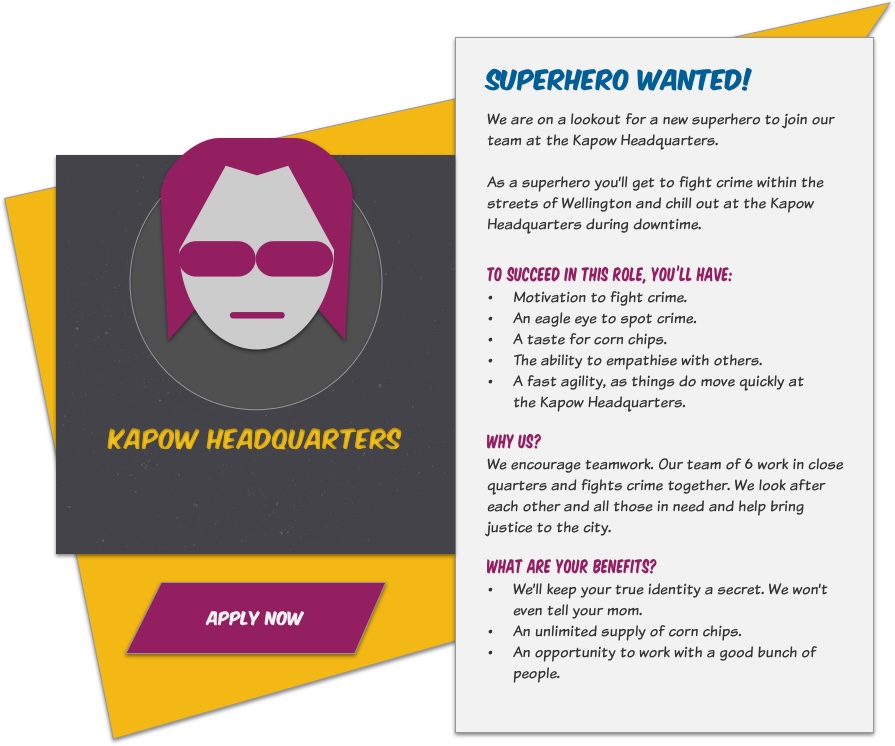 SUPERHERO WANTED!
We are on a lookout for a new superhero to join our
team at the Kapow Headquarters.
As a superhero you'll get to fight crime within the
streets of Wellington and chill out at the Kapow
Headquarters during downtime.
TO SUCCEED IN THIS ROLE, YOU'LL HAVE:
• Motivation to fight crime.
• An eagle eye to spot crime.
• A taste for corn chips.
• The ability to empathise with others.
• A fast agility, as things do move quickly at
the Kapow Headquarters.
WHY US?
We encourage teamwork. Our team of 6 work in close
quarters and fights crime together. We look after
each other and all those in need and help bring
justice to the city.
WHAT ARE YOUR BENEFITS?
• We'll keep your true identity a secret. We won't
even tell your mom.
• An unlimited supply of corn chips.
• An opportunity to work with a good bunch of
people.
KAPOW HEADQUARTERS
APPLY NOW